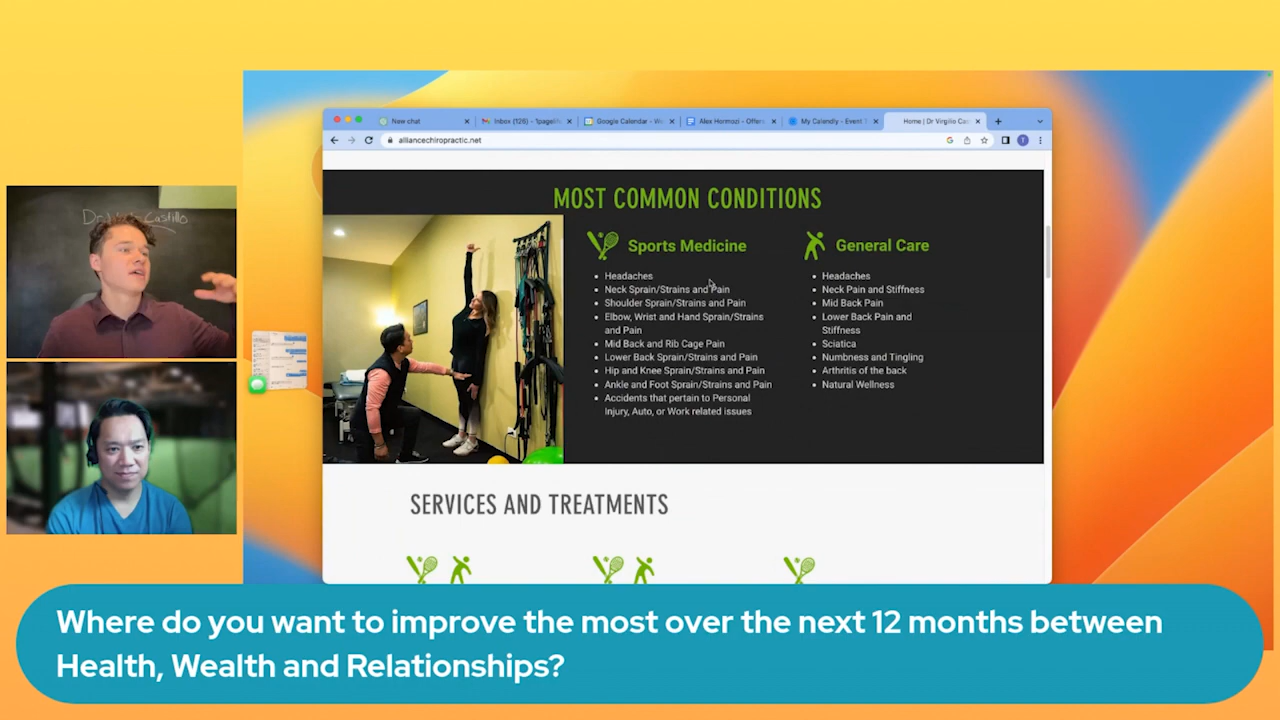 New chat
Inbox (126) - 1page
Google Calendar - We
Alex Hormozi - Offer
My Calendly - Event T
Home | Dr Virgilio Cas
alliancechiropractic.net
Castillo
MOST COMMON CONDITIONS
Sports Medicine
Headaches
Neck Sprain/Strains and Pain
Shoulder Sprain/Strains and Pain
Elbow, Wrist and Hand Sprain/Strains
and Pain
Mid Back and Rib Cage Pain
Lower Back Sprain/Strains and Pain
Hip and Knee Sprain/Strains and Pain
Ankle and Foot Sprain/Strains and Pain
Accidents that pertain to Personal
Injury, Auto, or Work related issues
General Care
Headaches
Neck Pain and Stiffness
Mid Back Pain
Lower Back Pain and
Stiffness
Sciatica
Numbness and Tingling
Arthritis of the back
Natural Wellness
SERVICES AND TREATMENTS
Where do you want to improve the most over the next 12 months between
Health, Wealth and Relationships?